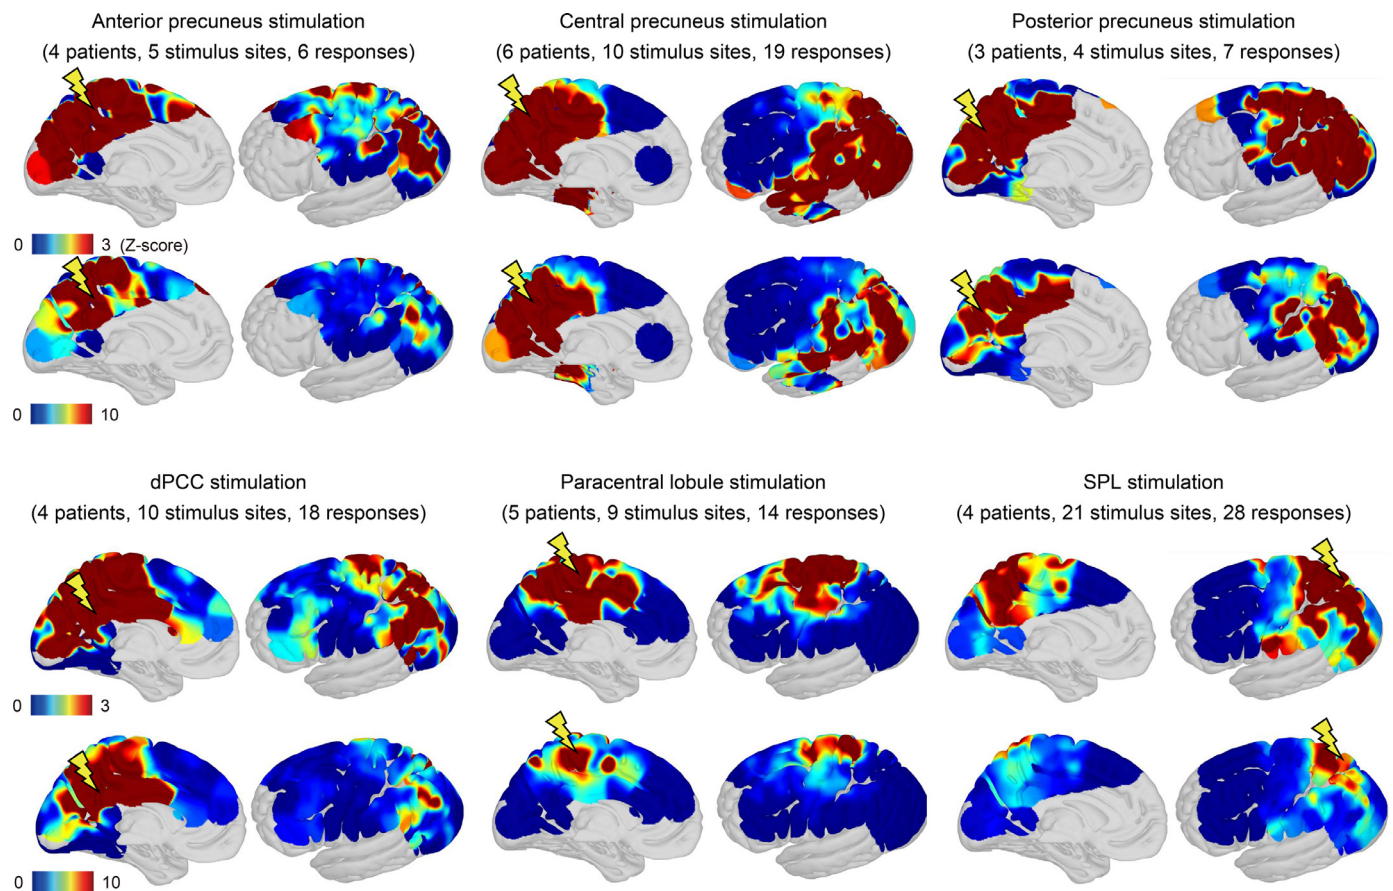 Anterior precuneus stimulation
(4 patients, 5 stimulus sites, 6 responses)
Central precuneus stimulation
(6 patients, 10 stimulus sites, 19 responses)
Posterior precuneus stimulation
(3 patients, 4 stimulus sites, 7 responses)
0 3 (Z-score)
0 10
dPCC stimulation
(4 patients, 10 stimulus sites, 18 responses)
Paracentral lobule stimulation
(5 patients, 9 stimulus sites, 14 responses)
SPL stimulation
(4 patients, 21 stimulus sites, 28 responses)
0 3
0 10